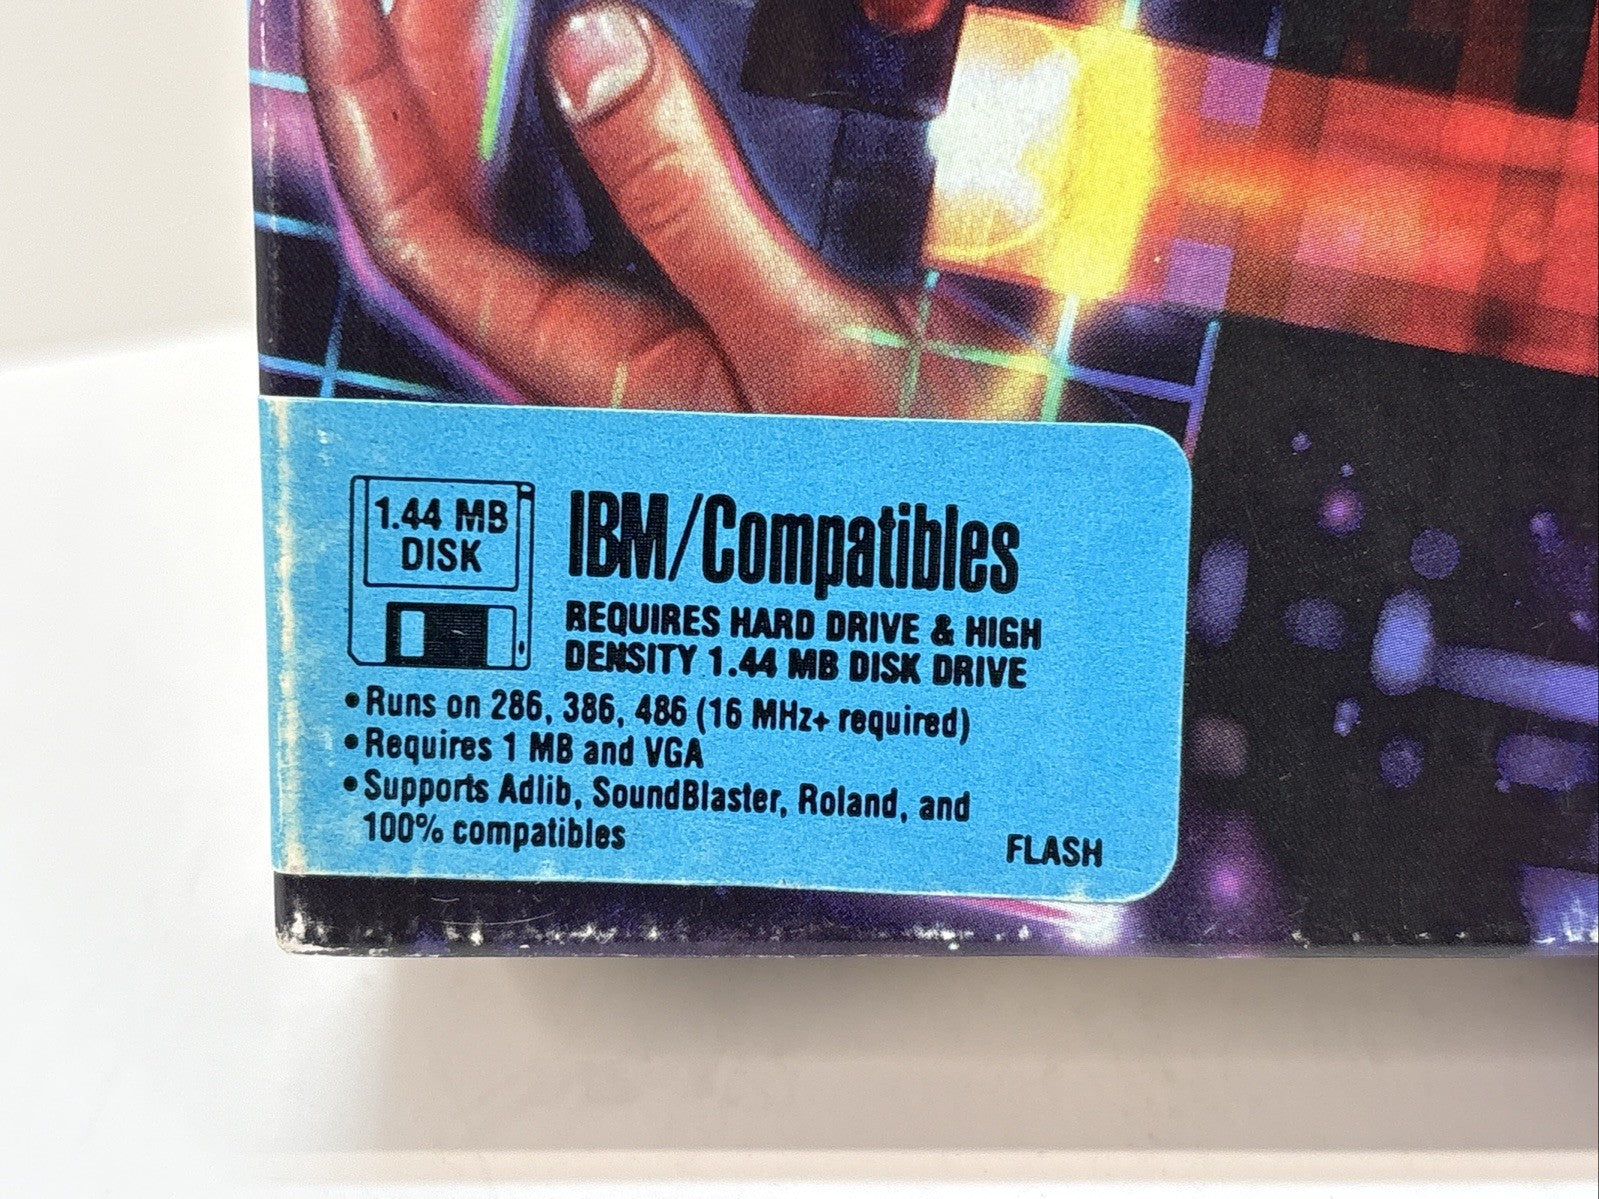 1.44 MB
DISK
IBM/Compatibles
REQUIRES HARD DRIVE & HIGH
DENSITY 1.44 MB DISK DRIVE
•Runs on 286, 386, 486 (16 MHz+ required)
•Requires 1 MB and VGA
•Supports Adlib, SoundBlaster, Roland, and
100% compatibles
FLASH